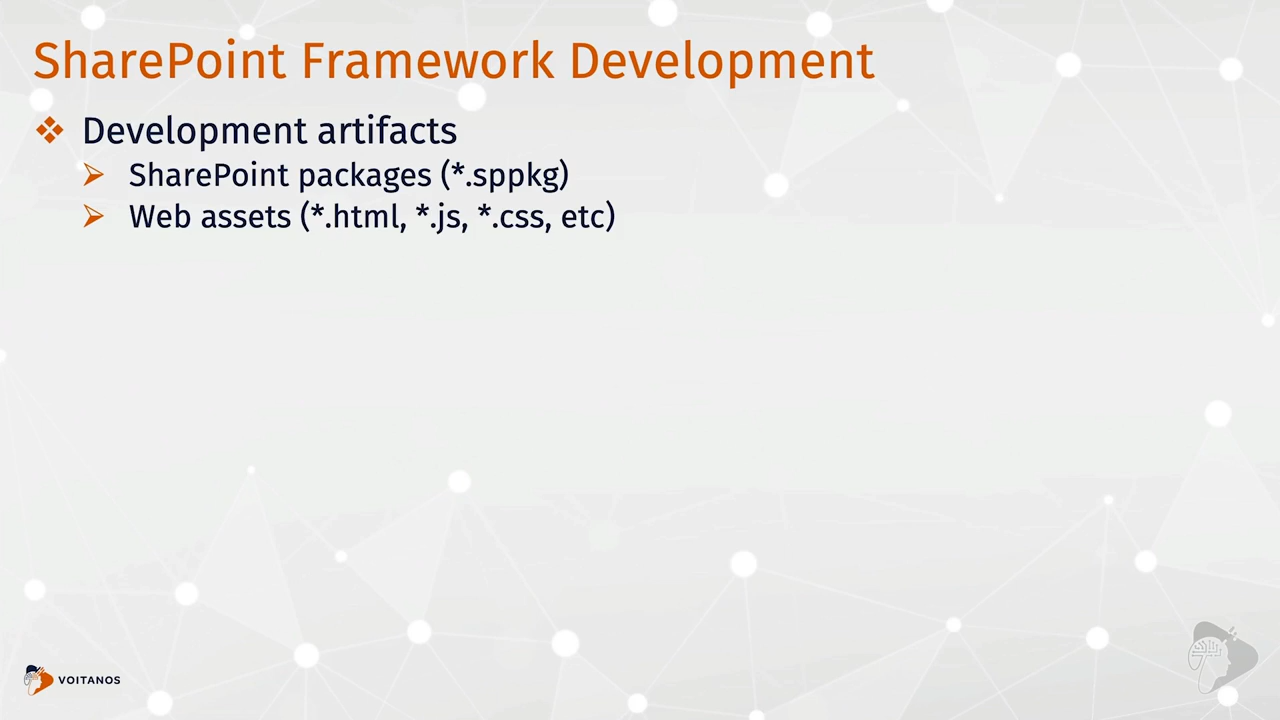 SharePoint Framework Development
Development artifacts
SharePoint packages (*.sppkg)
Web assets (*.html, *.js, *.css, etc)
VOITANOS